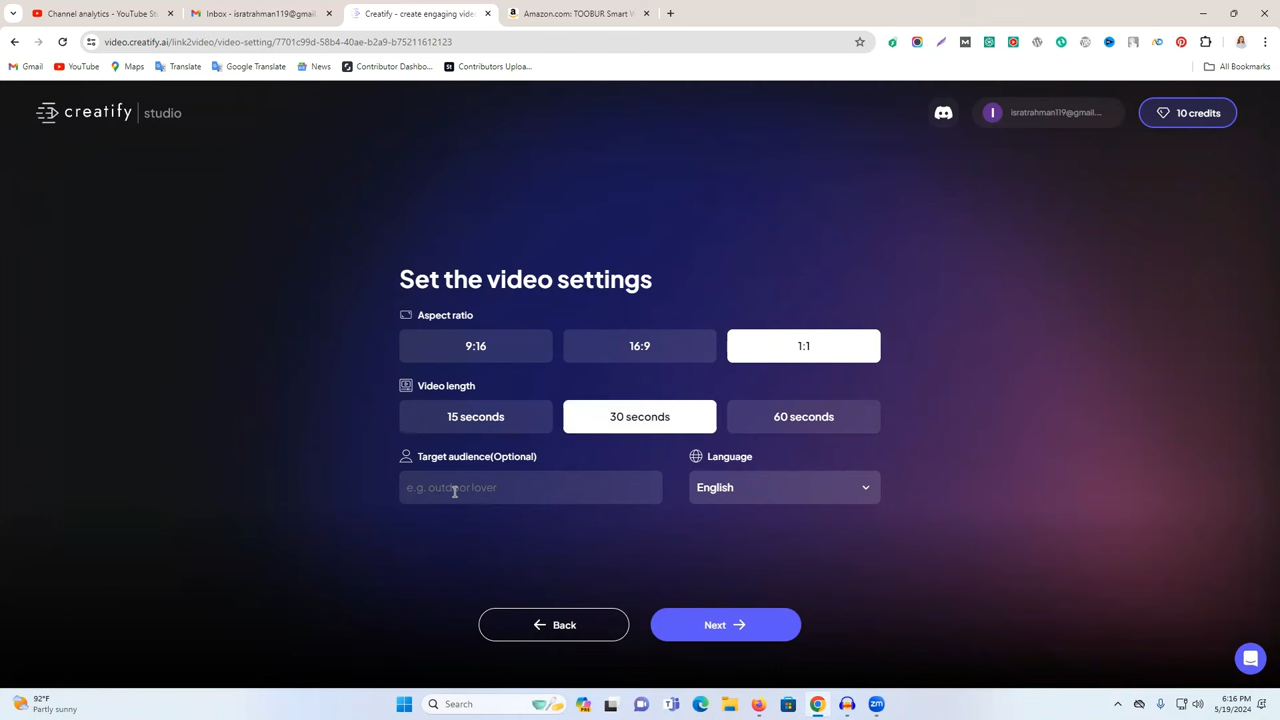 Channel analytics - YouTube St
Inbox - isratrahman119@gmail.
Creatify - create engaging vide
Amazon.com: TOOBUR Smart W
video.creatify.ai/link2video/video-setting/7701c99d-58b4-40ae-b2a9-b75211612123
Gmail
YouTube
Maps
Translate
Google Translate
News
Contributor Dashbo...
Contributors Uploa...
All Bookmarks
creatify | studio
I
isratrahman119@gmail....
10 credits
Set the video settings
Aspect ratio
9:16
16:9
1:1
Video length
15 seconds
30 seconds
60 seconds
Target audience(Optional)
Language
e.g. outdoor lover
English
Back
Next
92°F
Partly sunny
Search
PRE
zm
6:16 PM
5/19/2024